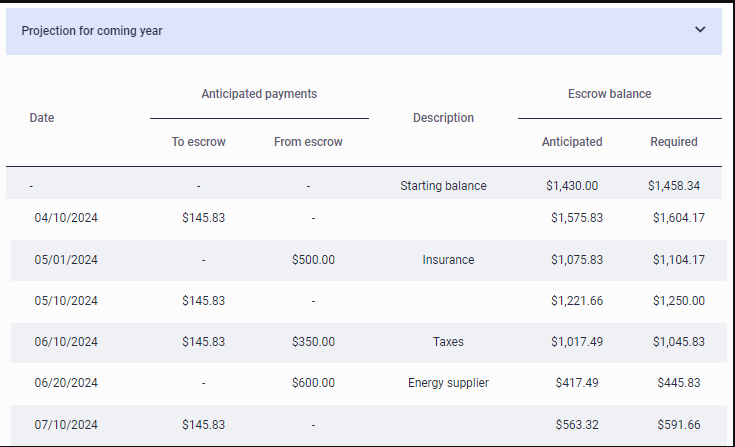 Projection for coming year
Anticipated payments Escrow balance
Date Description
To escrow From escrow Anticipated Required
- - - Starting balance $1,430.00 $1,458.34
04/10/2024 $145.83 - $1,575.83 $1,604.17
05/01/2024 - $500.00 Insurance $1,075.83 $1,104.17
05/10/2024 $145.83 - $1,221.66 $1,250.00
06/10/2024 $145.83 $350.00 Taxes $1,017.49 $1,045.83
06/20/2024 - $600.00 Energy supplier $417.49 $445.83
07/10/2024 $145.83 - $563.32 $591.66